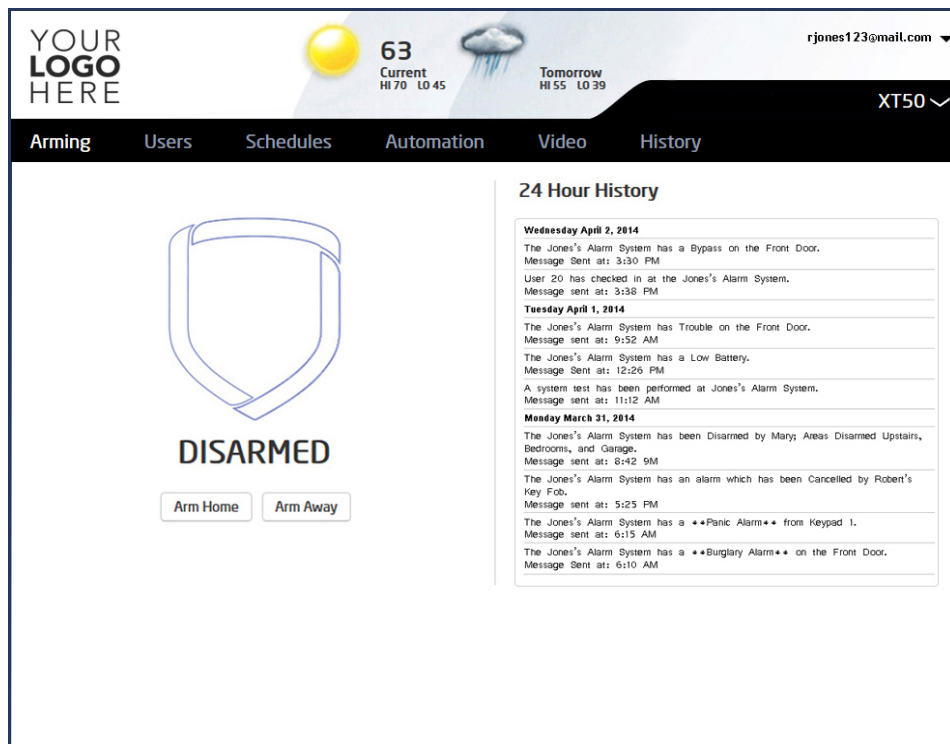 YOUR
LOGO
HERE
63
Current
HI 70 LO 45
Tomorrow
HI 55 LO 39
rjones123@mail.com
XT50
Arming Users Schedules Automation Video History
DISARMED
Arm Home Arm Away
24 Hour History
Wednesday April 2, 2014
The Jones's Alarm System has a Bypass on the Front Door.
Message Sent at: 3:30 PM
User 20 has checked in at the Jones's Alarm System.
Message sent at: 3:38 PM
Tuesday April 1, 2014
The Jones's Alarm System has Trouble on the Front Door.
Message sent at: 9:52 AM
The Jones's Alarm System has a Low Battery.
Message Sent at: 12:26 PM
A system test has been performed at Jones's Alarm System.
Message sent at: 11:12 AM
Monday March 31, 2014
The Jones's Alarm System has been Disarmed by Mary; Areas Disarmed Upstairs,
Bedrooms, and Garage.
Message sent at: 8:42 9M
The Jones's Alarm System has an alarm which has been Cancelled by Robert's
Key Fob.
Message sent at: 5:25 PM
The Jones's Alarm System has a **Panic Alarm** from Keypad 1.
Message sent at: 6:15 AM
The Jones's Alarm System has a **Burglary Alarm** on the Front Door.
Message Sent at: 6:10 AM